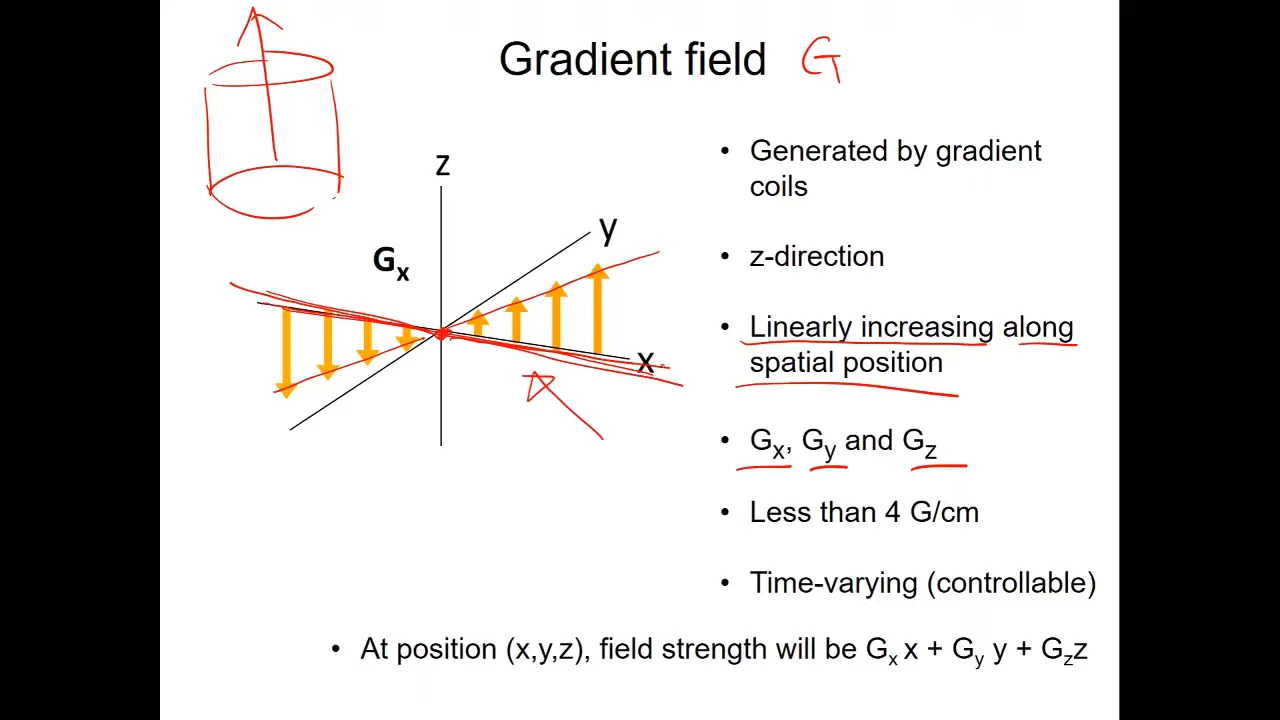 Gradient field G
z
y
Gx
x
• Generated by gradient
coils
• z-direction
• Linearly increasing along
spatial position
• Gx, Gy and Gz
• Less than 4 G/cm
• Time-varying (controllable)
• At position (x,y,z), field strength will be Gx x + Gy y + Gzz